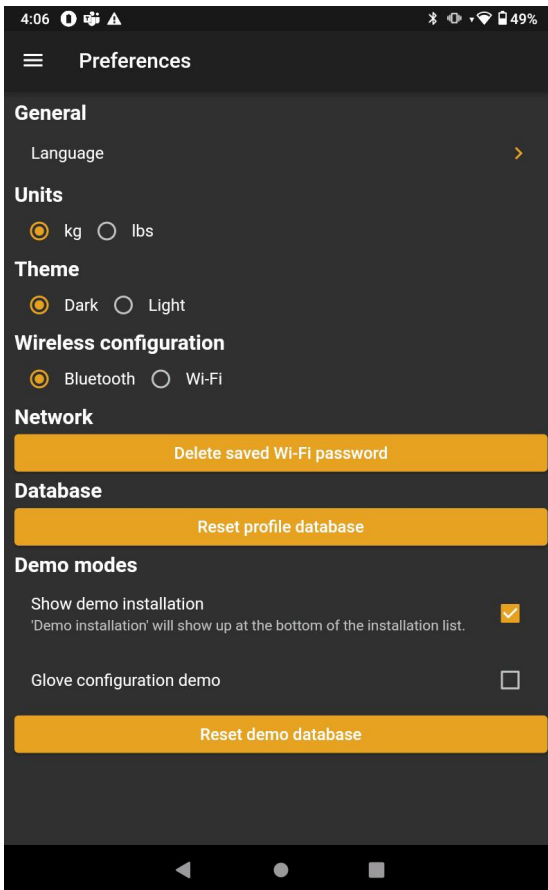 4:06 49%
Preferences
General
Language
Units
kg lbs
Theme
Dark Light
Wireless configuration
Bluetooth Wi-Fi
Network
Delete saved Wi-Fi password
Database
Reset profile database
Demo modes
Show demo installation
'Demo installation' will show up at the bottom of the installation list.
Glove configuration demo
Reset demo database